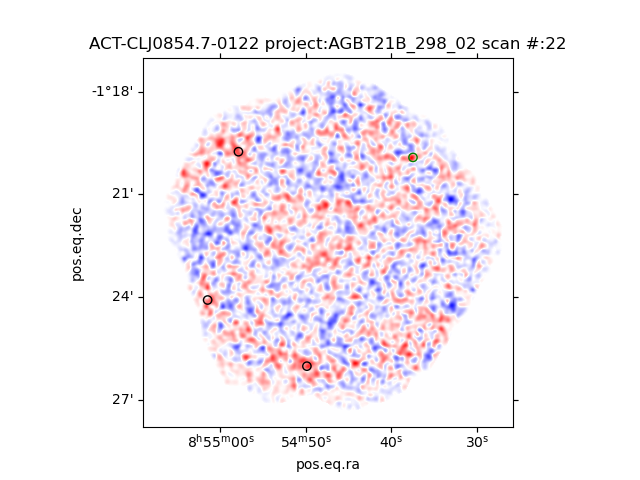 ACT-CLJ0854.7-0122 project:AGBT21B_298_02 scan #:22
-1°18'
21'
24'
27'
pos.eq.dec
8ʰ55ᵐ00ˢ 54ᵐ50ˢ 40ˢ 30ˢ
pos.eq.ra